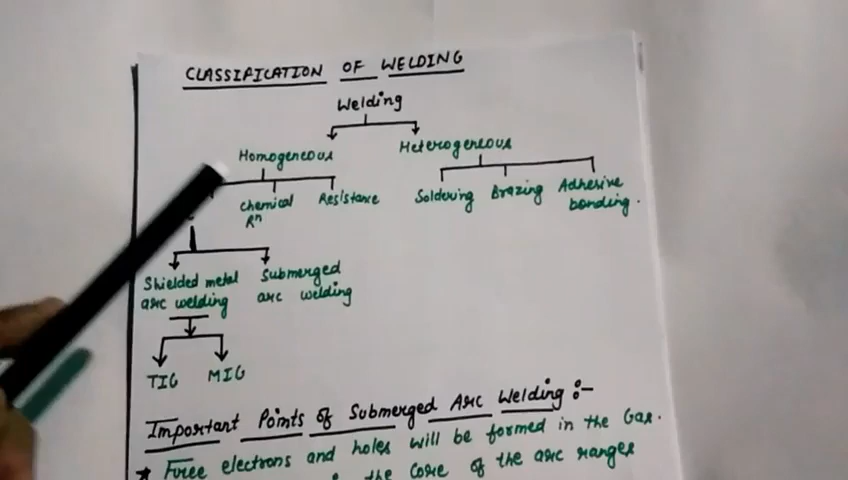 CLASSIFICATION OF WELDING
Welding
Homogeneous Heterogeneous
Chemical Rⁿ Resistance Soldering Brazing Adhesive bonding.
Shielded metal arc welding Submerged arc welding
TIG MIG
Important Points of Submerged Arc Welding :-
★ Free electrons and holes will be formed in the Gas.
the core of the arc ranges